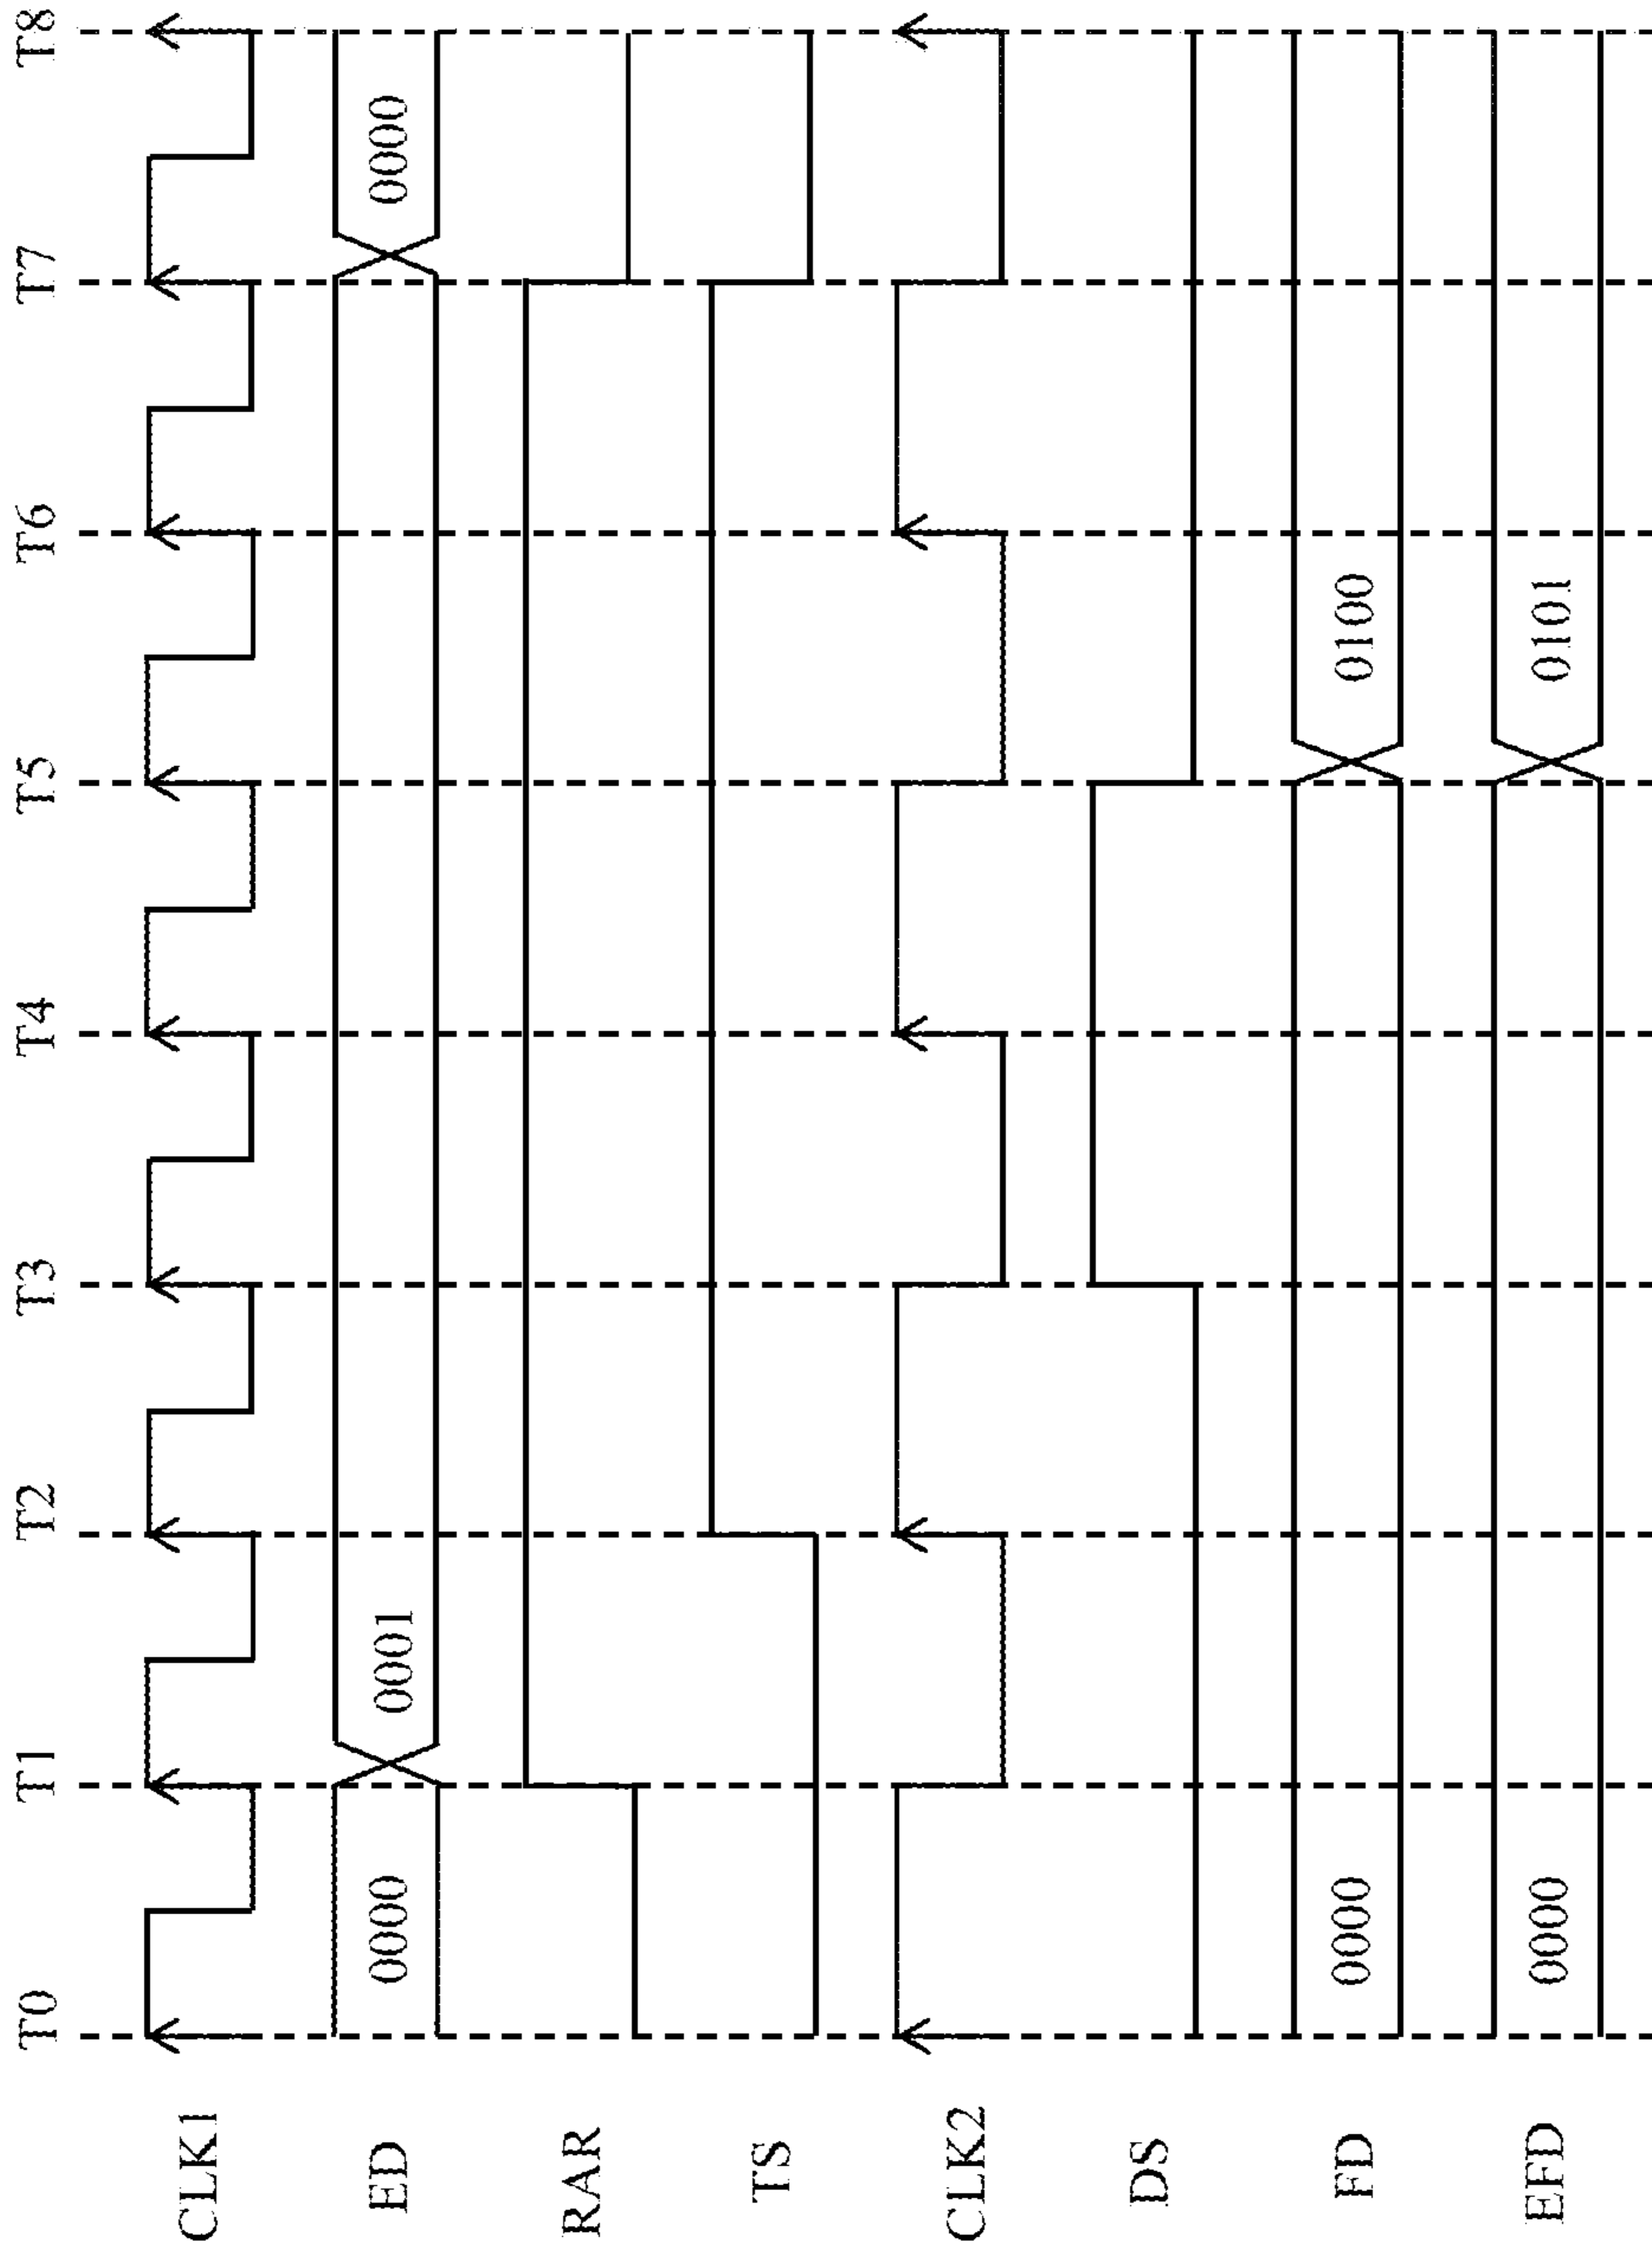 T0 T1 T2 T3 T4 T5 T6 T7 T8
CLK1
ED 0000 0001 0000
RAR
TS
CLK2
DS
FD 0000 0100
EFD 0000 0101